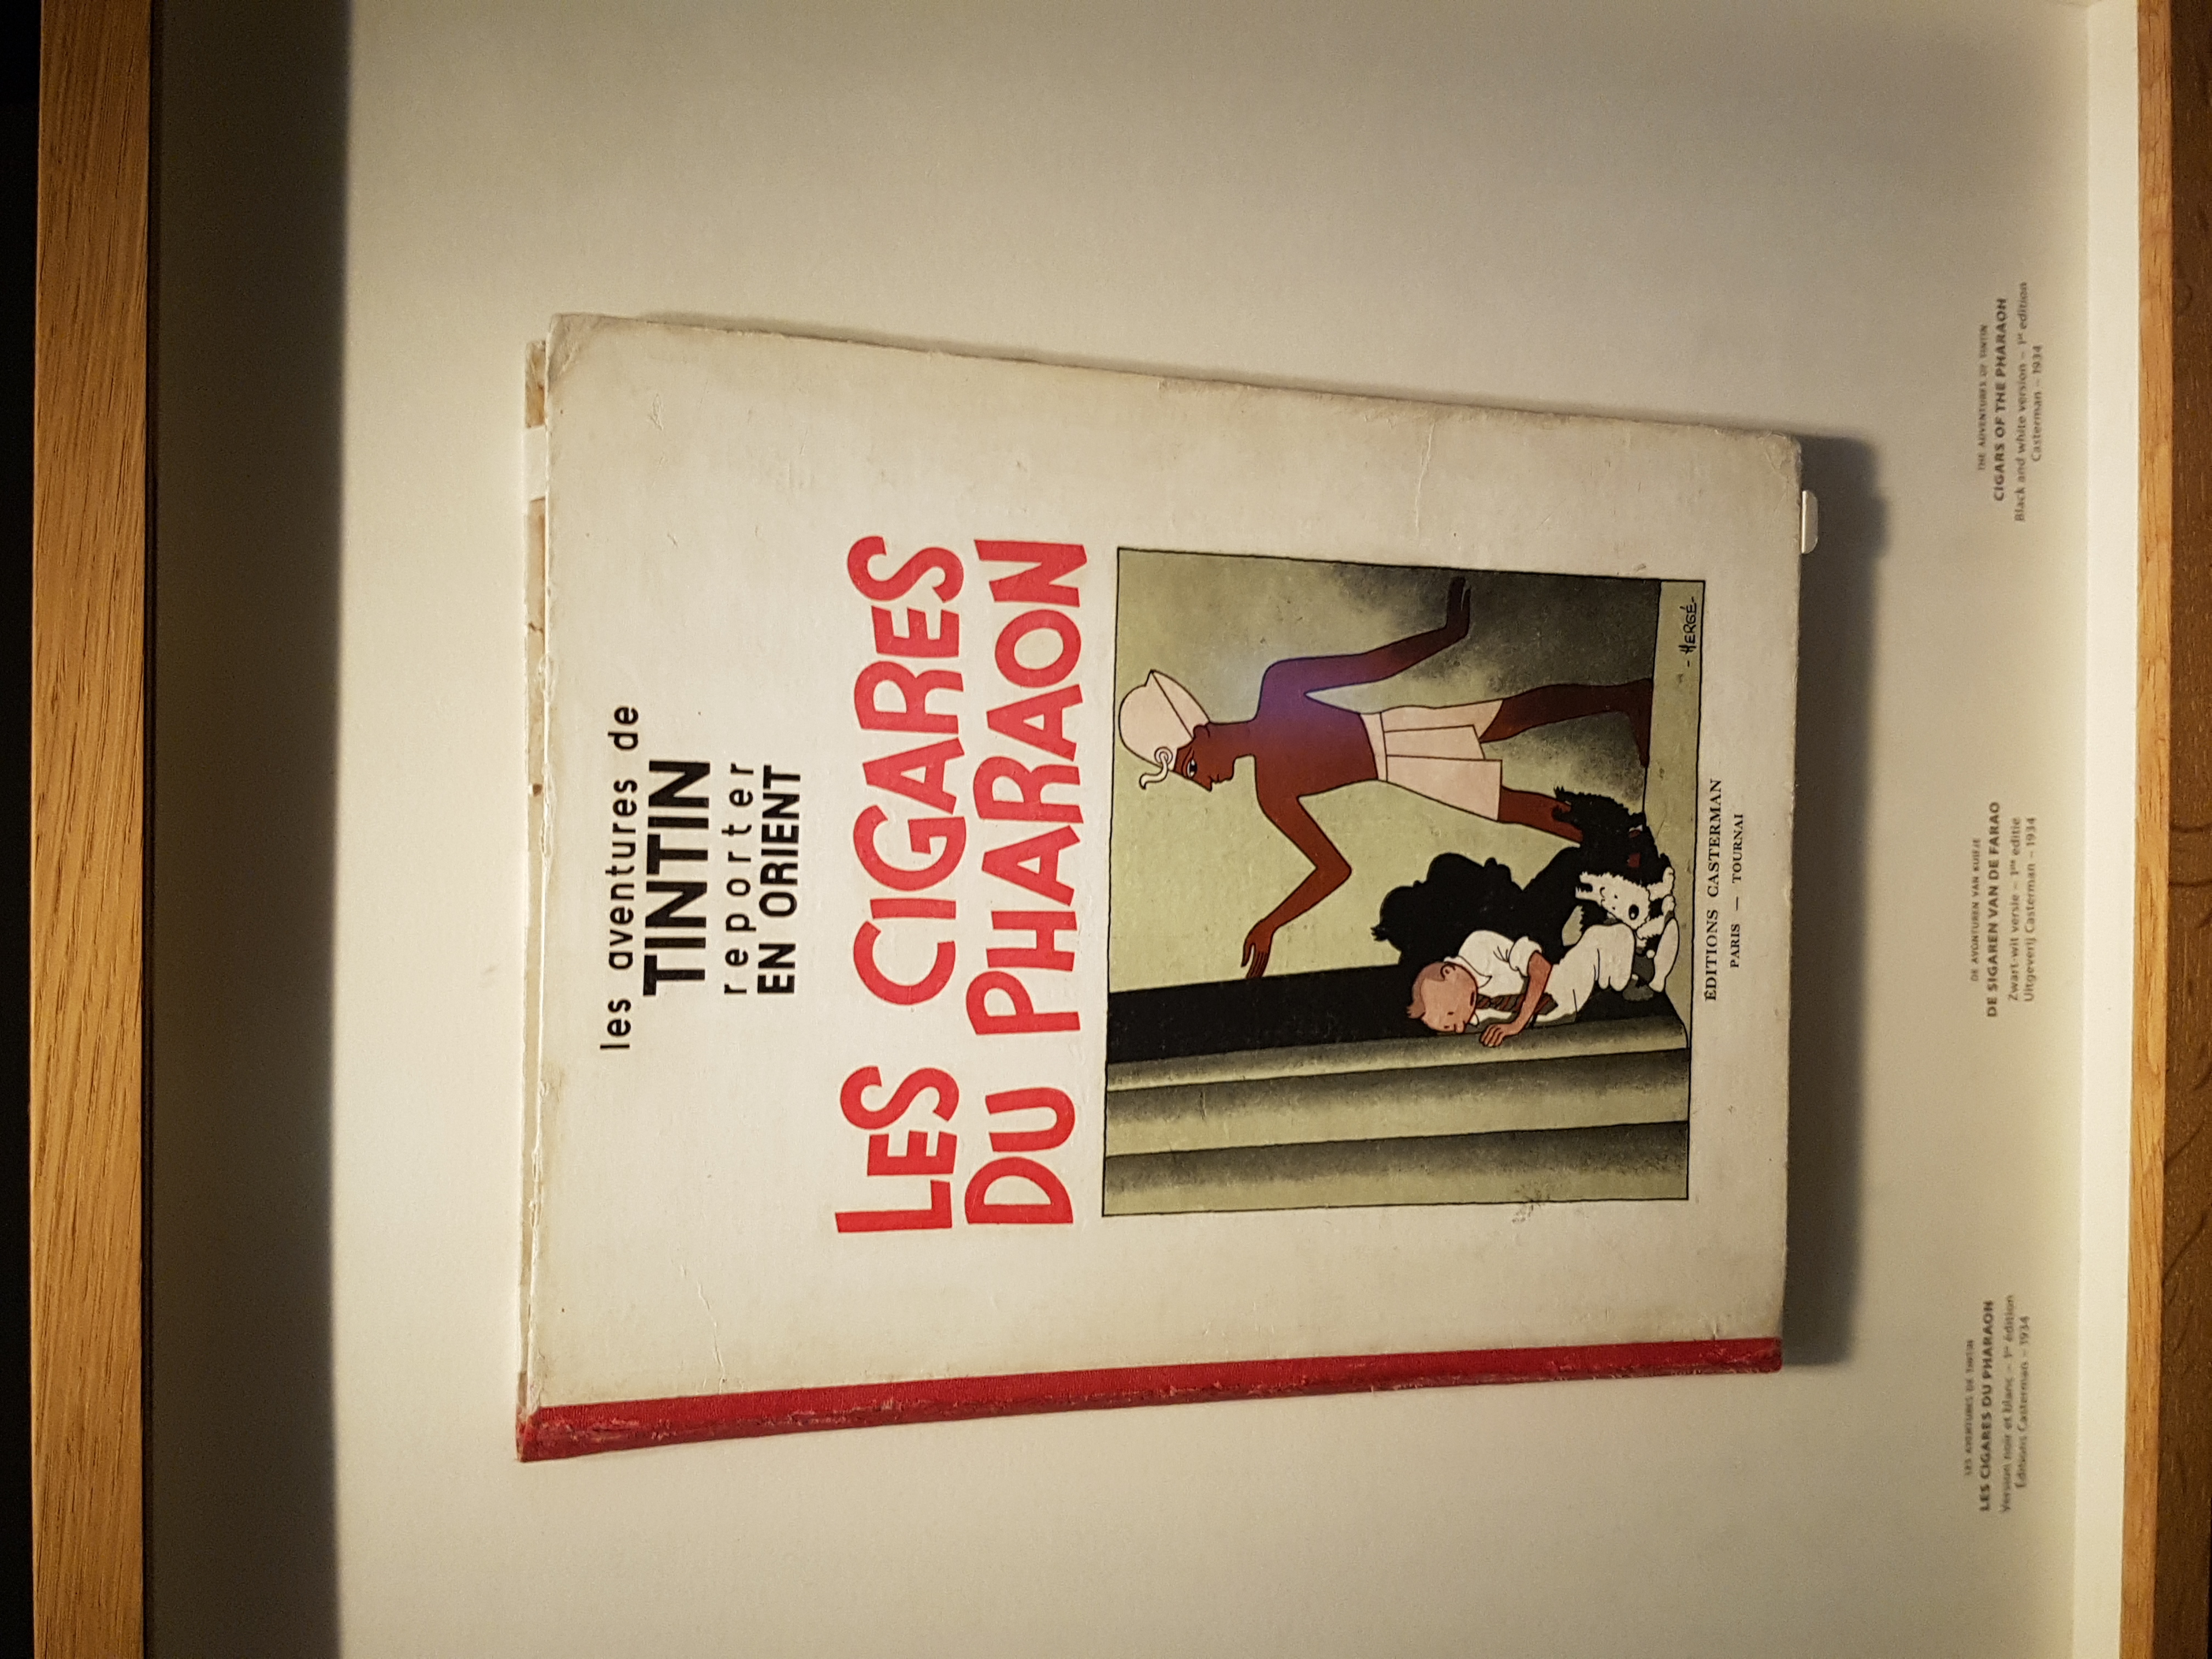 les aventures de
TINTIN
reporter
EN ORIENT
LES CIGARES
DU PHARAON
- HERGÉ -
ÉDITIONS CASTERMAN
PARIS — TOURNAI
LES AVENTURES DE TINTIN
LES CIGARES DU PHARAON
Version noir et blanc – 1re édition
Éditions Casterman – 1934
DE AVONTUREN VAN KUIFJE
DE SIGAREN VAN DE FARAO
Zwart-wit versie – 1ste editie
Uitgeverij Casterman – 1934
THE ADVENTURES OF TINTIN
CIGARS OF THE PHARAOH
Black and white version – 1st edition
Casterman – 1934